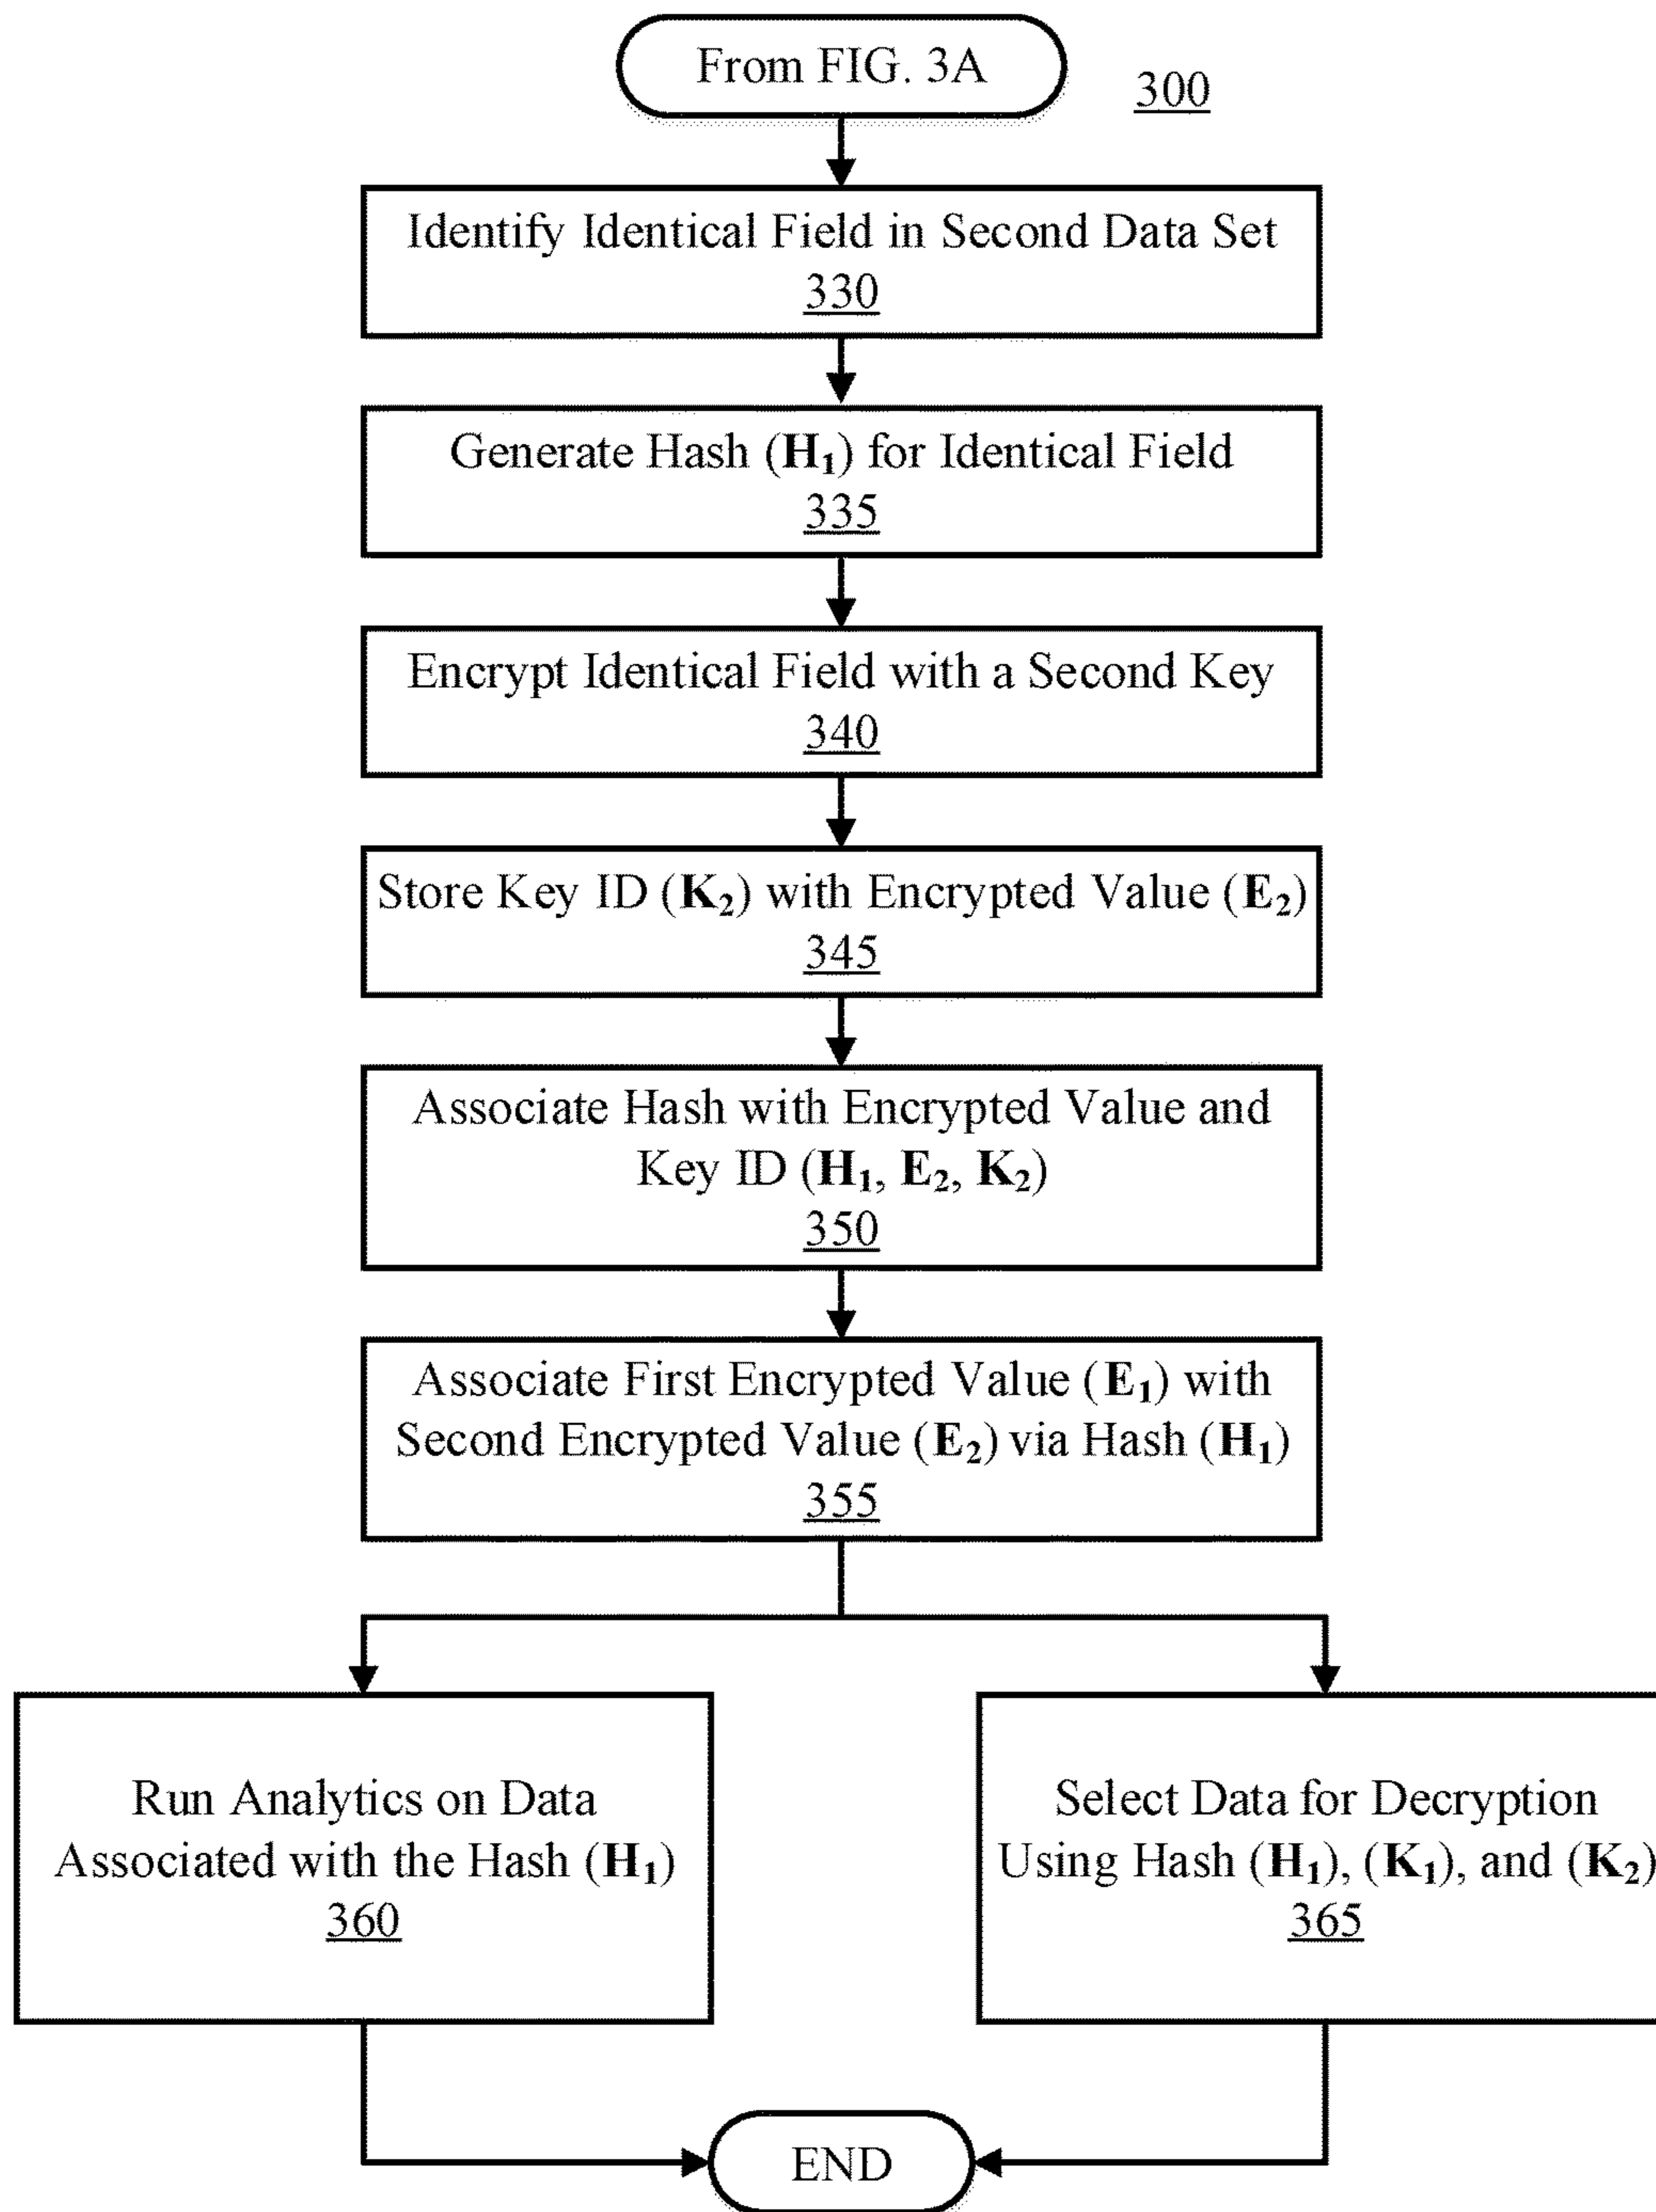 From FIG. 3A
300
Identify Identical Field in Second Data Set
330
Generate Hash (H₁) for Identical Field
335
Encrypt Identical Field with a Second Key
340
Store Key ID (K₂) with Encrypted Value (E₂)
345
Associate Hash with Encrypted Value and
Key ID (H₁, E₂, K₂)
350
Associate First Encrypted Value (E₁) with
Second Encrypted Value (E₂) via Hash (H₁)
355
Run Analytics on Data
Associated with the Hash (H₁)
360
Select Data for Decryption
Using Hash (H₁), (K₁), and (K₂)
365
END